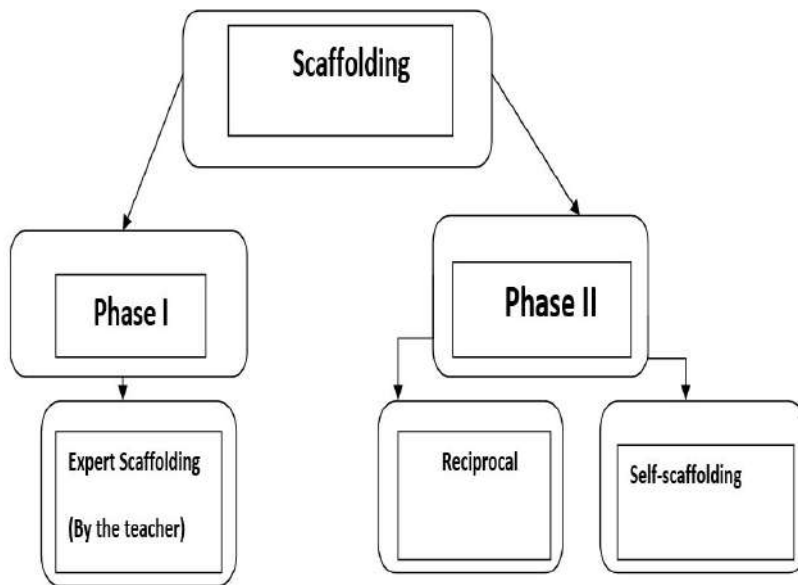 Scaffolding
Phase I
Phase II
Expert Scaffolding
(By the teacher)
Reciprocal
Self-scaffolding